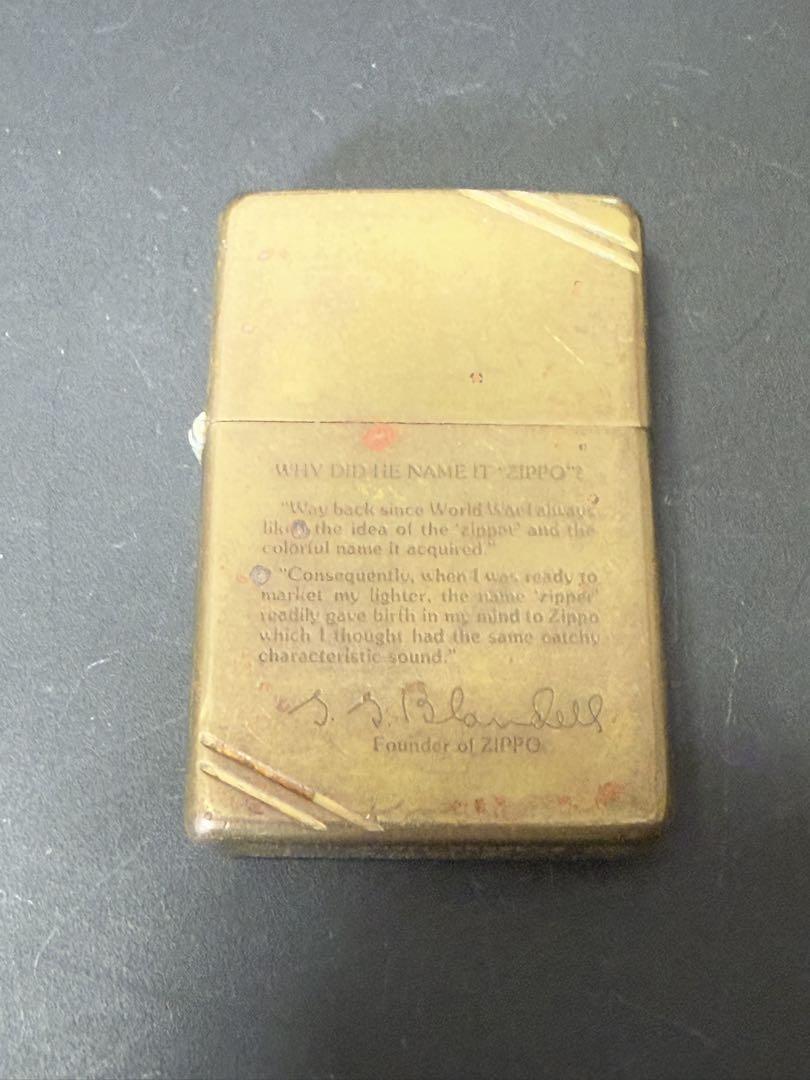 WHY DID HE NAME IT "ZIPPO"?
"Way back since World War I always
liked the idea of the 'zipper' and the
colorful name it acquired."
"Consequently, when I was ready to
market my lighter, the name 'zipper'
readily gave birth in my mind to Zippo
which I thought had the same catchy
characteristic sound."
G. G. Blaisdell
Founder of ZIPPO